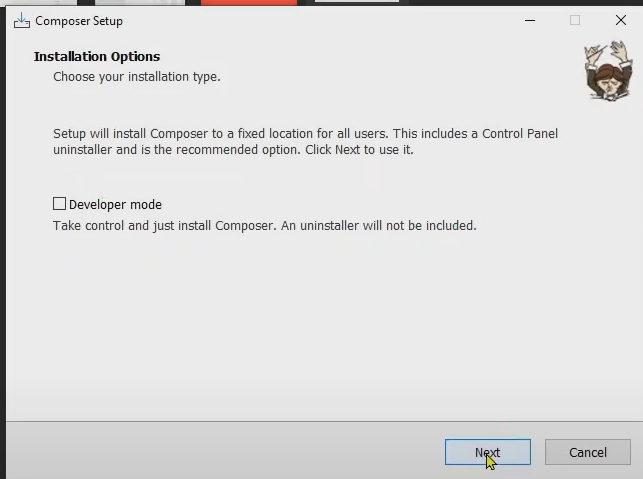 Composer Setup
Installation Options
Choose your installation type.
Setup will install Composer to a fixed location for all users. This includes a Control Panel
uninstaller and is the recommended option. Click Next to use it.
Developer mode
Take control and just install Composer. An uninstaller will not be included.
Next
Cancel